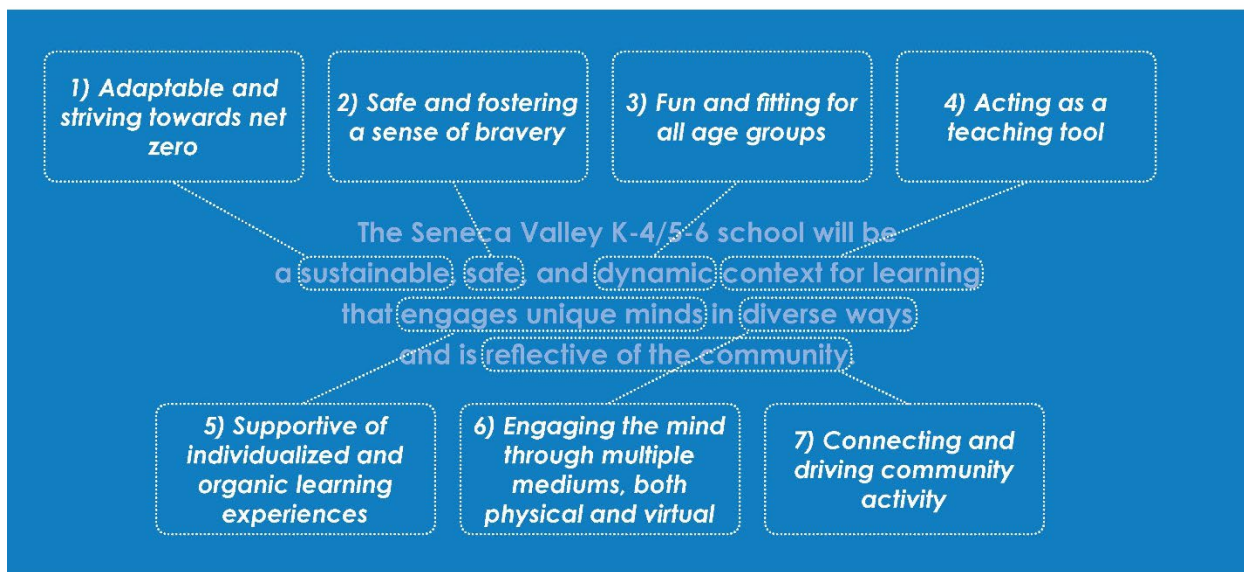 1) Adaptable and
striving towards net
zero
2) Safe and fostering
a sense of bravery
3) Fun and fitting for
all age groups
4) Acting as a
teaching tool
The Seneca Valley K-4/5-6 school will be
a sustainable, safe, and dynamic context for learning
that engages unique minds in diverse ways
and is reflective of the community.
5) Supportive of
individualized and
organic learning
experiences
6) Engaging the mind
through multiple
mediums, both
physical and virtual
7) Connecting and
driving community
activity